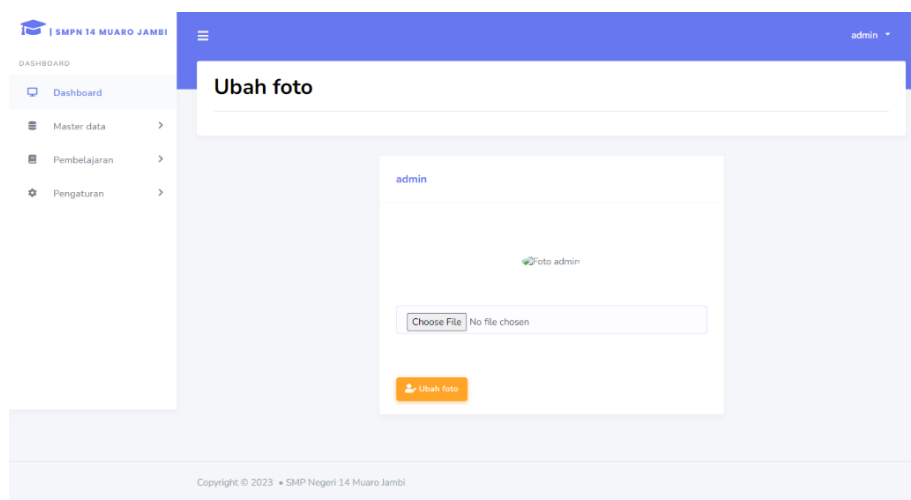 | SMPN 14 MUARO JAMBI
DASHBOARD
Dashboard
Master data
Pembelajaran
Pengaturan
admin
Ubah foto
admin
Foto admin
Choose File No file chosen
Ubah foto
Copyright © 2023 • SMP Negeri 14 Muaro Jambi